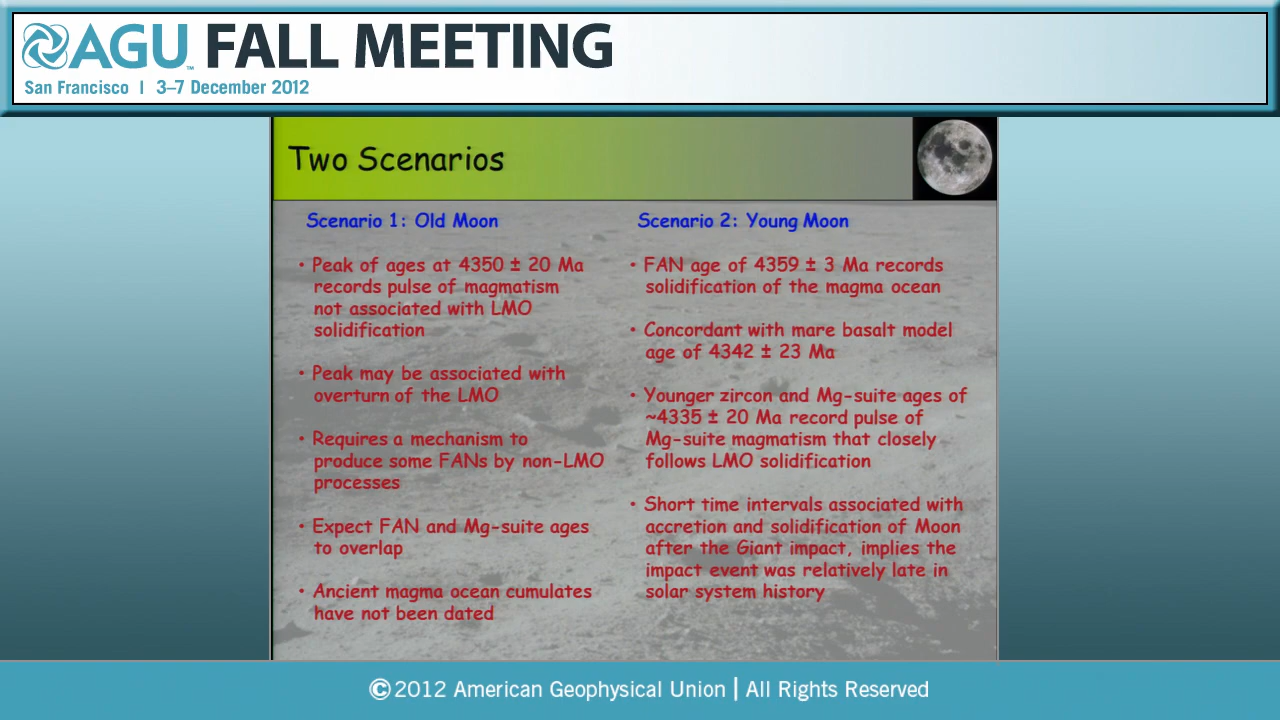 AGU™ FALL MEETING
San Francisco | 3–7 December 2012
Two Scenarios
Scenario 1: Old Moon
• Peak of ages at 4350 ± 20 Ma
records pulse of magmatism
not associated with LMO
solidification
• Peak may be associated with
overturn of the LMO
• Requires a mechanism to
produce some FANs by non-LMO
processes
• Expect FAN and Mg-suite ages
to overlap
• Ancient magma ocean cumulates
have not been dated
Scenario 2: Young Moon
• FAN age of 4359 ± 3 Ma records
solidification of the magma ocean
• Concordant with mare basalt model
age of 4342 ± 23 Ma
• Younger zircon and Mg-suite ages of
~4335 ± 20 Ma record pulse of
Mg-suite magmatism that closely
follows LMO solidification
• Short time intervals associated with
accretion and solidification of Moon
after the Giant impact, implies the
impact event was relatively late in
solar system history
© 2012 American Geophysical Union | All Rights Reserved